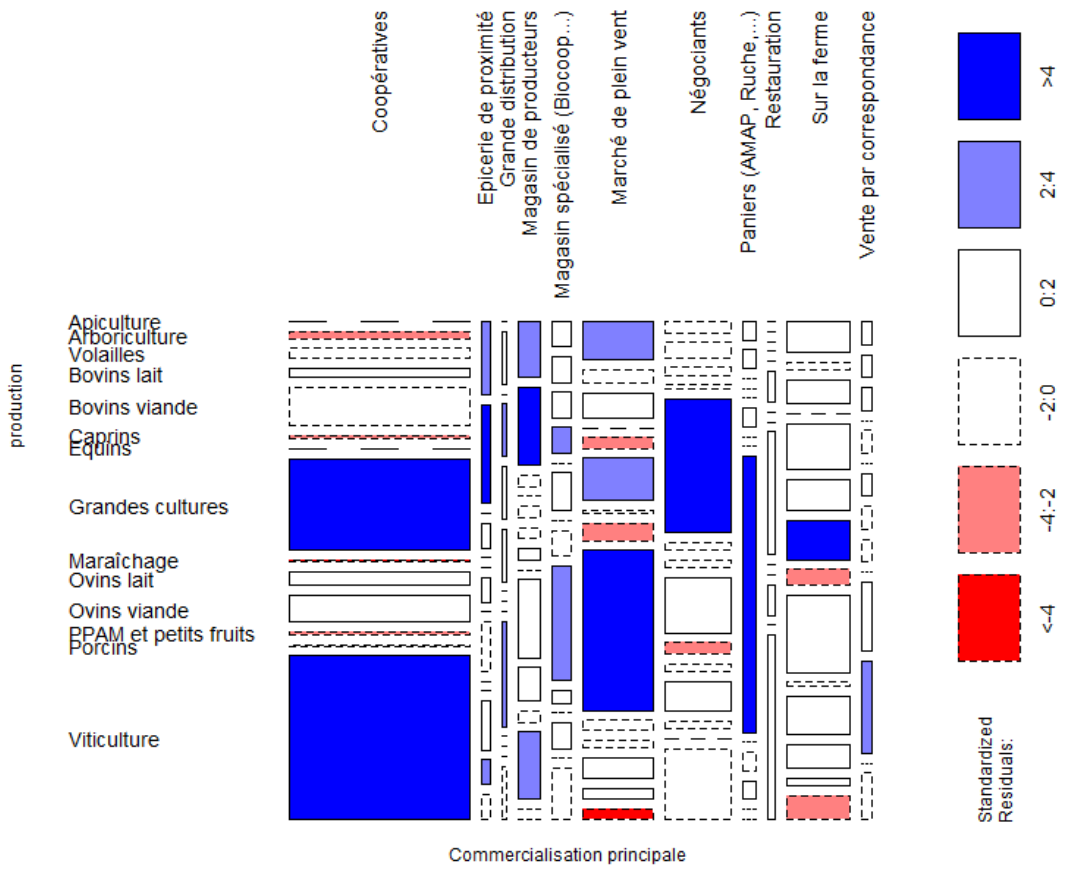 Coopératives
Epicerie de proximité
Grande distribution
Magasin de producteurs
Magasin spécialisé (Biocoop...)
Marché de plein vent
Négociants
Paniers (AMAP, Ruche,...)
Restauration
Sur la ferme
Vente par correspondance
production
Apiculture
Arboriculture
Volailles
Bovins lait
Bovins viande
Caprins
Equins
Grandes cultures
Maraîchage
Ovins lait
Ovins viande
PPAM et petits fruits
Porcins
Viticulture
Commercialisation principale
>4
2:4
0:2
-2:0
-4:-2
<-4
Standardized
Residuals: